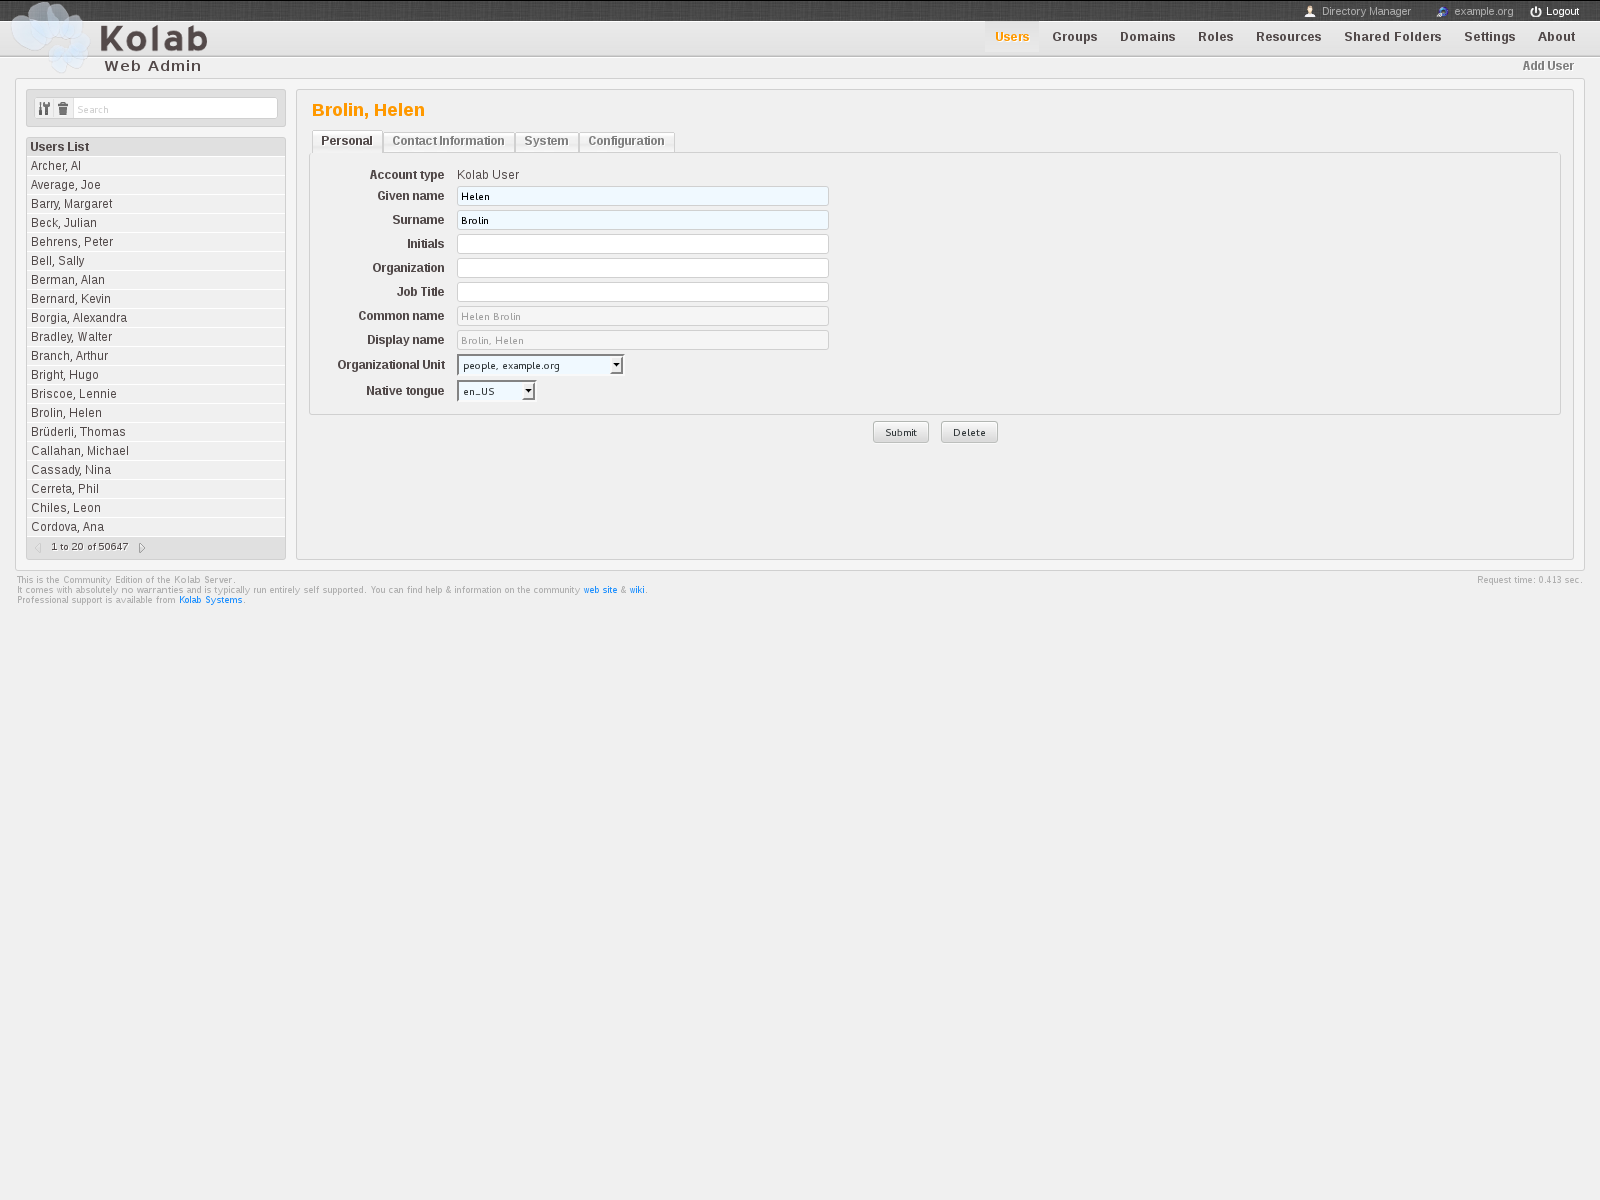 Directory Manager example.org Logout
Kolab
Web Admin
Users Groups Domains Roles Resources Shared Folders Settings About
Add User
Search
Users List
Archer, Al
Average, Joe
Barry, Margaret
Beck, Julian
Behrens, Peter
Bell, Sally
Berman, Alan
Bernard, Kevin
Borgia, Alexandra
Bradley, Walter
Branch, Arthur
Bright, Hugo
Briscoe, Lennie
Brolin, Helen
Brüderli, Thomas
Callahan, Michael
Cassady, Nina
Cerreta, Phil
Chiles, Leon
Cordova, Ana
1 to 20 of 50647
Brolin, Helen
Personal Contact Information System Configuration
Account type Kolab User
Given name Helen
Surname Brolin
Initials
Organization
Job Title
Common name Helen Brolin
Display name Brolin, Helen
Organizational Unit people, example.org
Native tongue en_US
Submit Delete
This is the Community Edition of the Kolab Server.
It comes with absolutely no warranties and is typically run entirely self supported. You can find help & information on the community web site & wiki.
Professional support is available from Kolab Systems.
Request time: 0.413 sec.